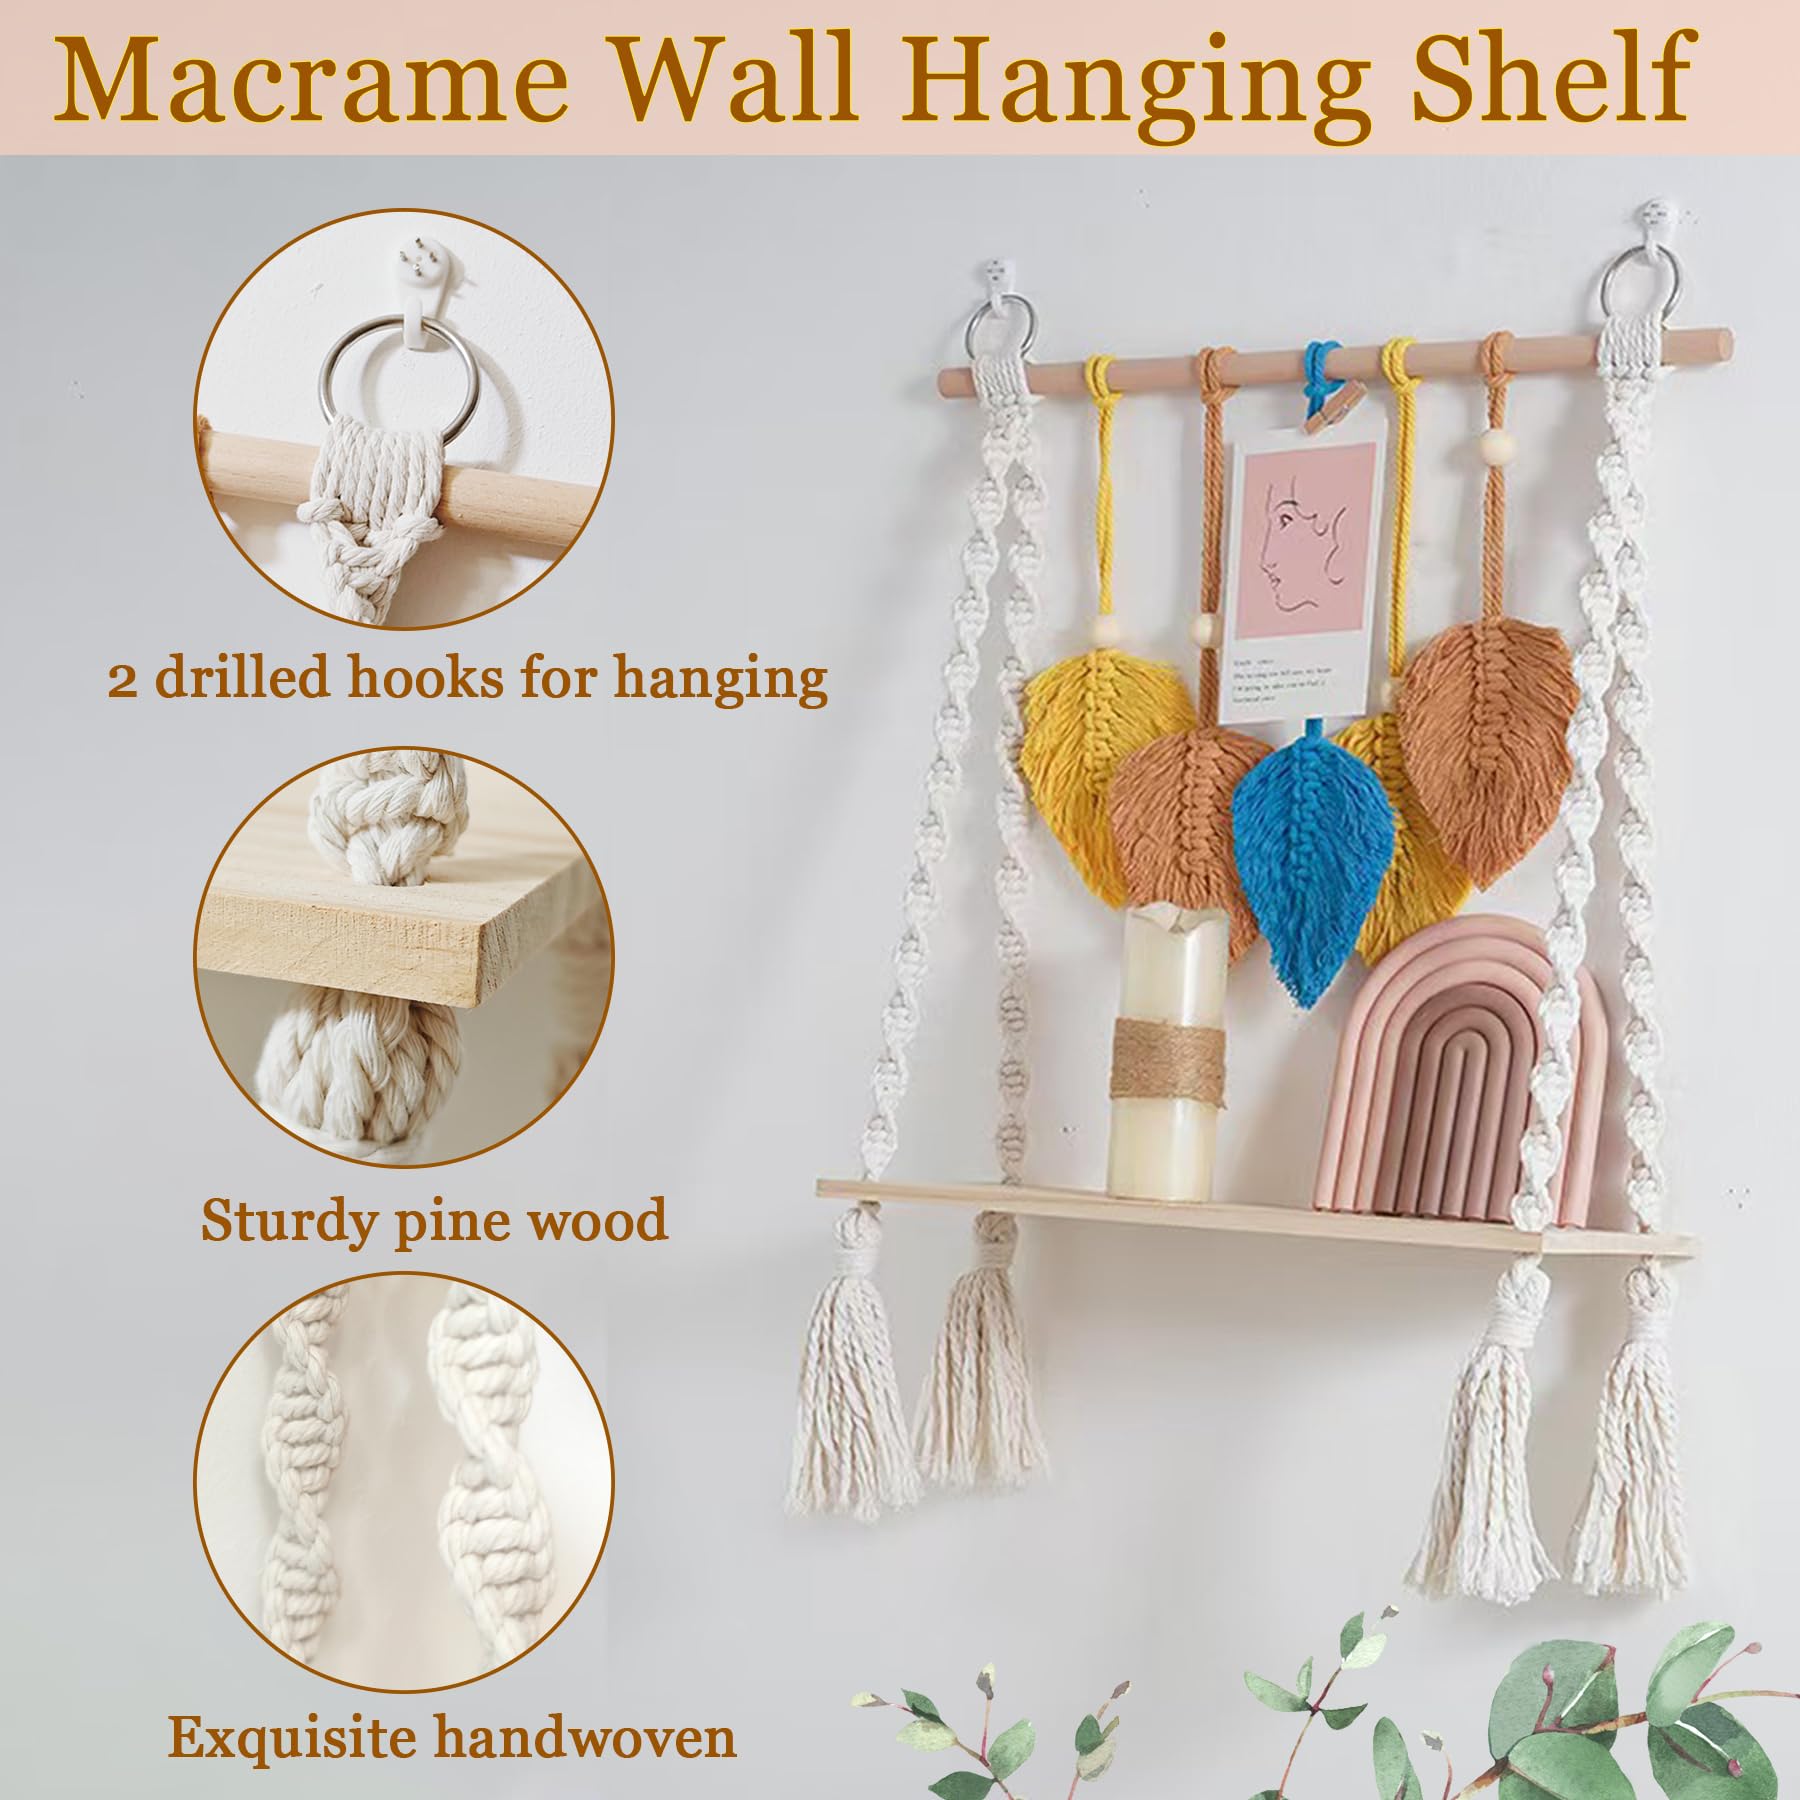 Macrame Wall Hanging Shelf
2 drilled hooks for hanging
Sturdy pine wood
Exquisite handwoven